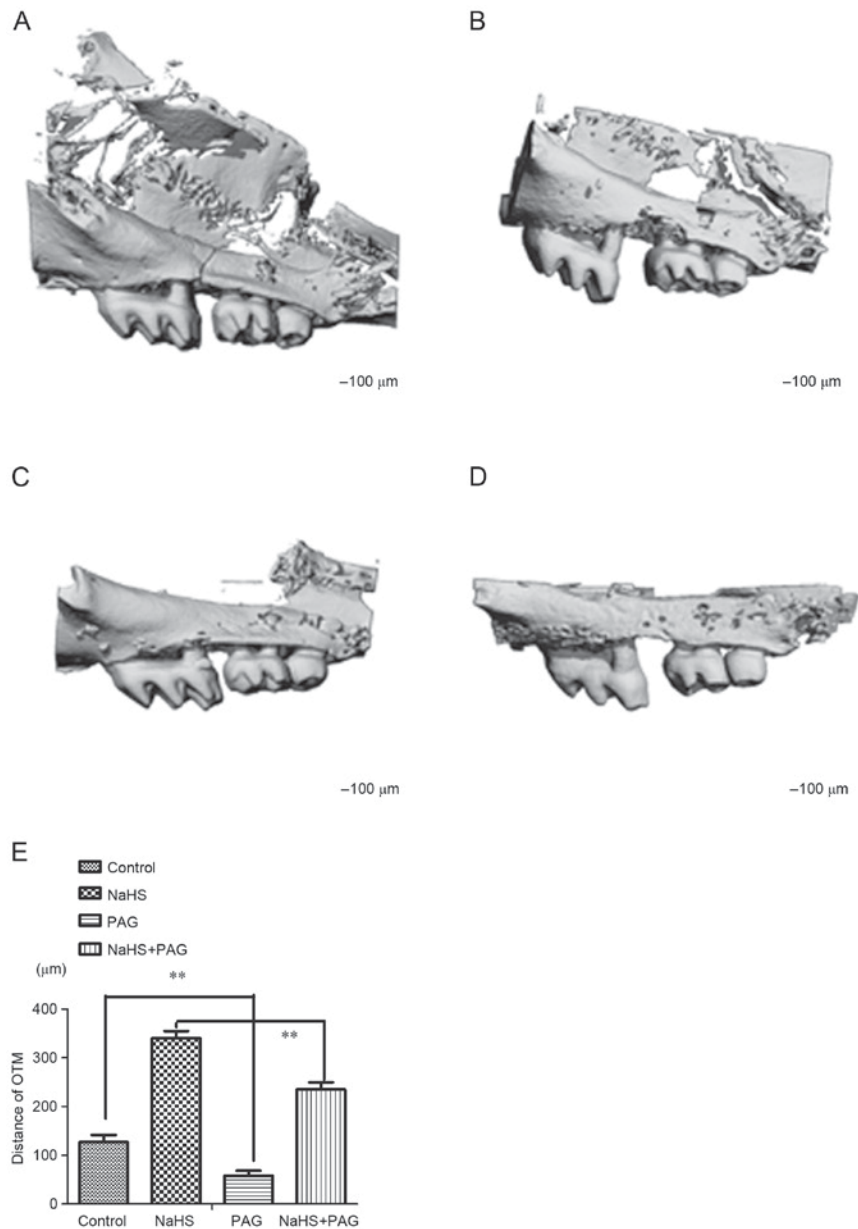 A
B
–100 μm
–100 μm
C
D
–100 μm
–100 μm
E
Control
NaHS
PAG
NaHS+PAG
(μm)
**
400
**
300
200
100
0
Distance of OTM
Control NaHS PAG NaHS+PAG